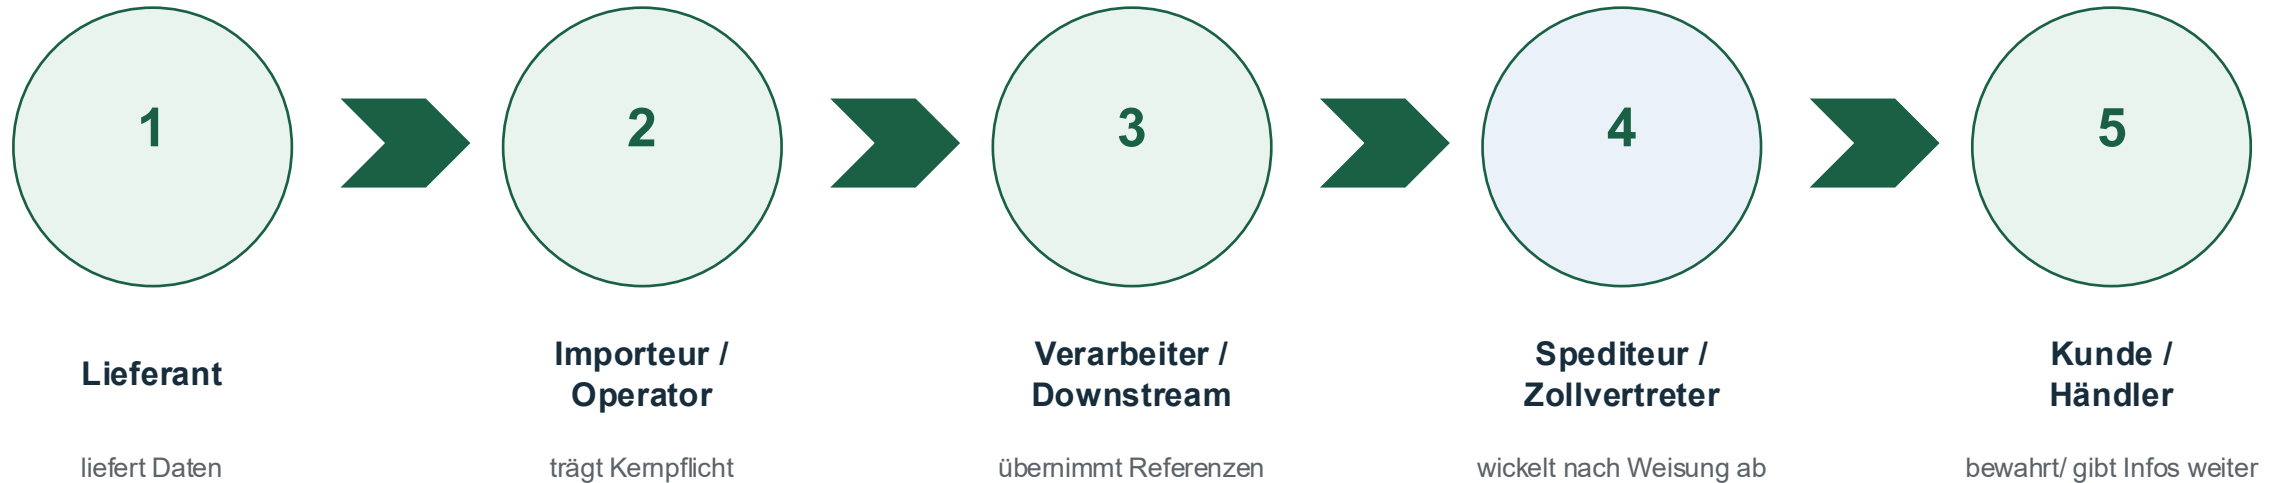 1
Lieferant
liefert Daten
2
Importeur /
Operator
trägt Kernpflicht
3
Verarbeiter /
Downstream
übernimmt Referenzen
4
Spediteur /
Zollvertreter
wickelt nach Weisung ab
5
Kunde /
Händler
bewahrt/ gibt Infos weiter